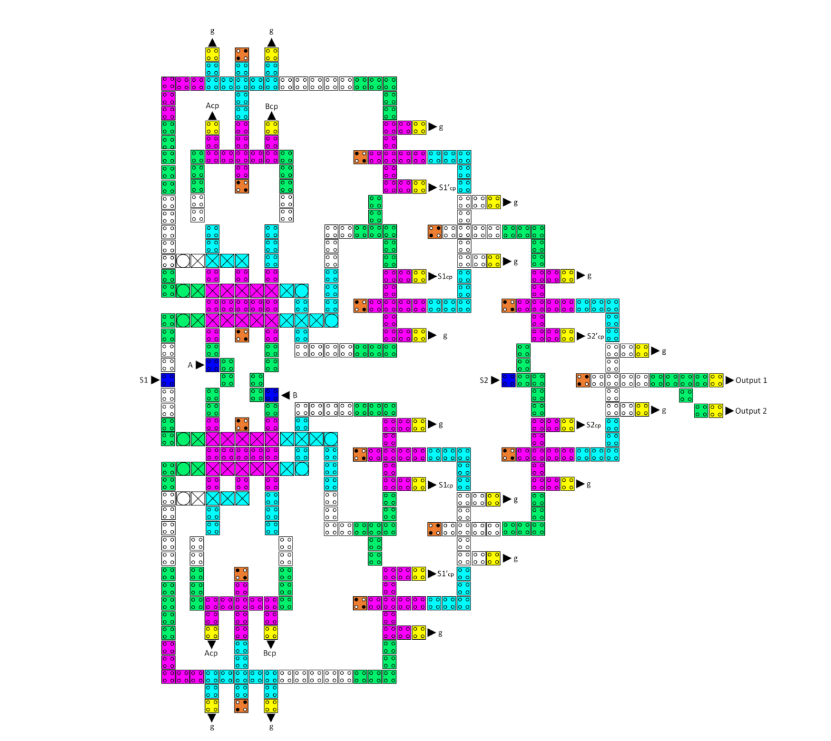 g g
Acp Bcp
g
S1'cp
g
g
S1cp
g
g
S2'cp
g
A
S1
S2
Output 1
B
g
Output 2
g
S2cp
S1cp
g
g
g
S1'cp
g
Acp Bcp
g g